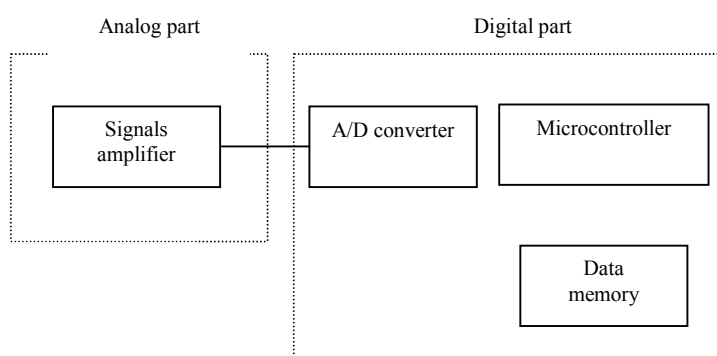 Analog part
Digital part
Signals
amplifier
A/D converter
Microcontroller
Data
memory